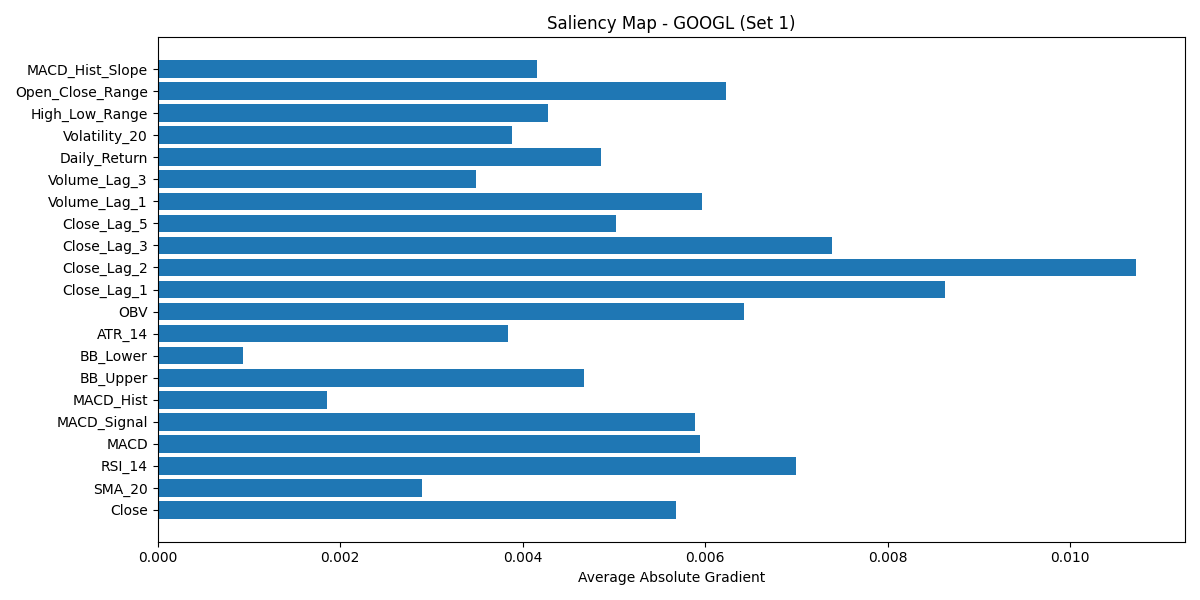 Saliency Map - GOOGL (Set 1)
MACD_Hist_Slope
Open_Close_Range
High_Low_Range
Volatility_20
Daily_Return
Volume_Lag_3
Volume_Lag_1
Close_Lag_5
Close_Lag_3
Close_Lag_2
Close_Lag_1
OBV
ATR_14
BB_Lower
BB_Upper
MACD_Hist
MACD_Signal
MACD
RSI_14
SMA_20
Close
0.000 0.002 0.004 0.006 0.008 0.010
Average Absolute Gradient